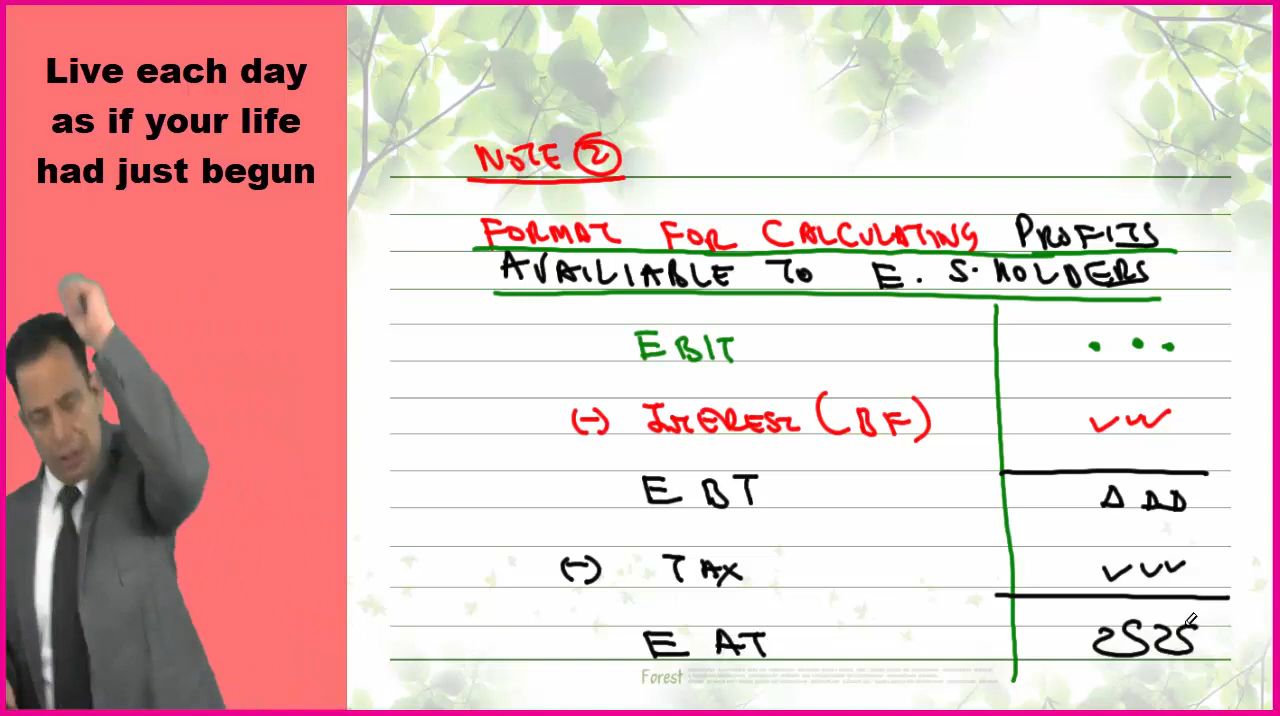 Live each day
as if your life
had just begun
NOTE ②
FORMAT FOR CALCULATING PROFITS
AVAILIABLE TO E. S. HOLDERS
EBIT • • •
(-) INTEREST (BF) ✓✓✓
EBT Δ Δ Δ
(-) TAX ✓✓✓
EAT
Forest